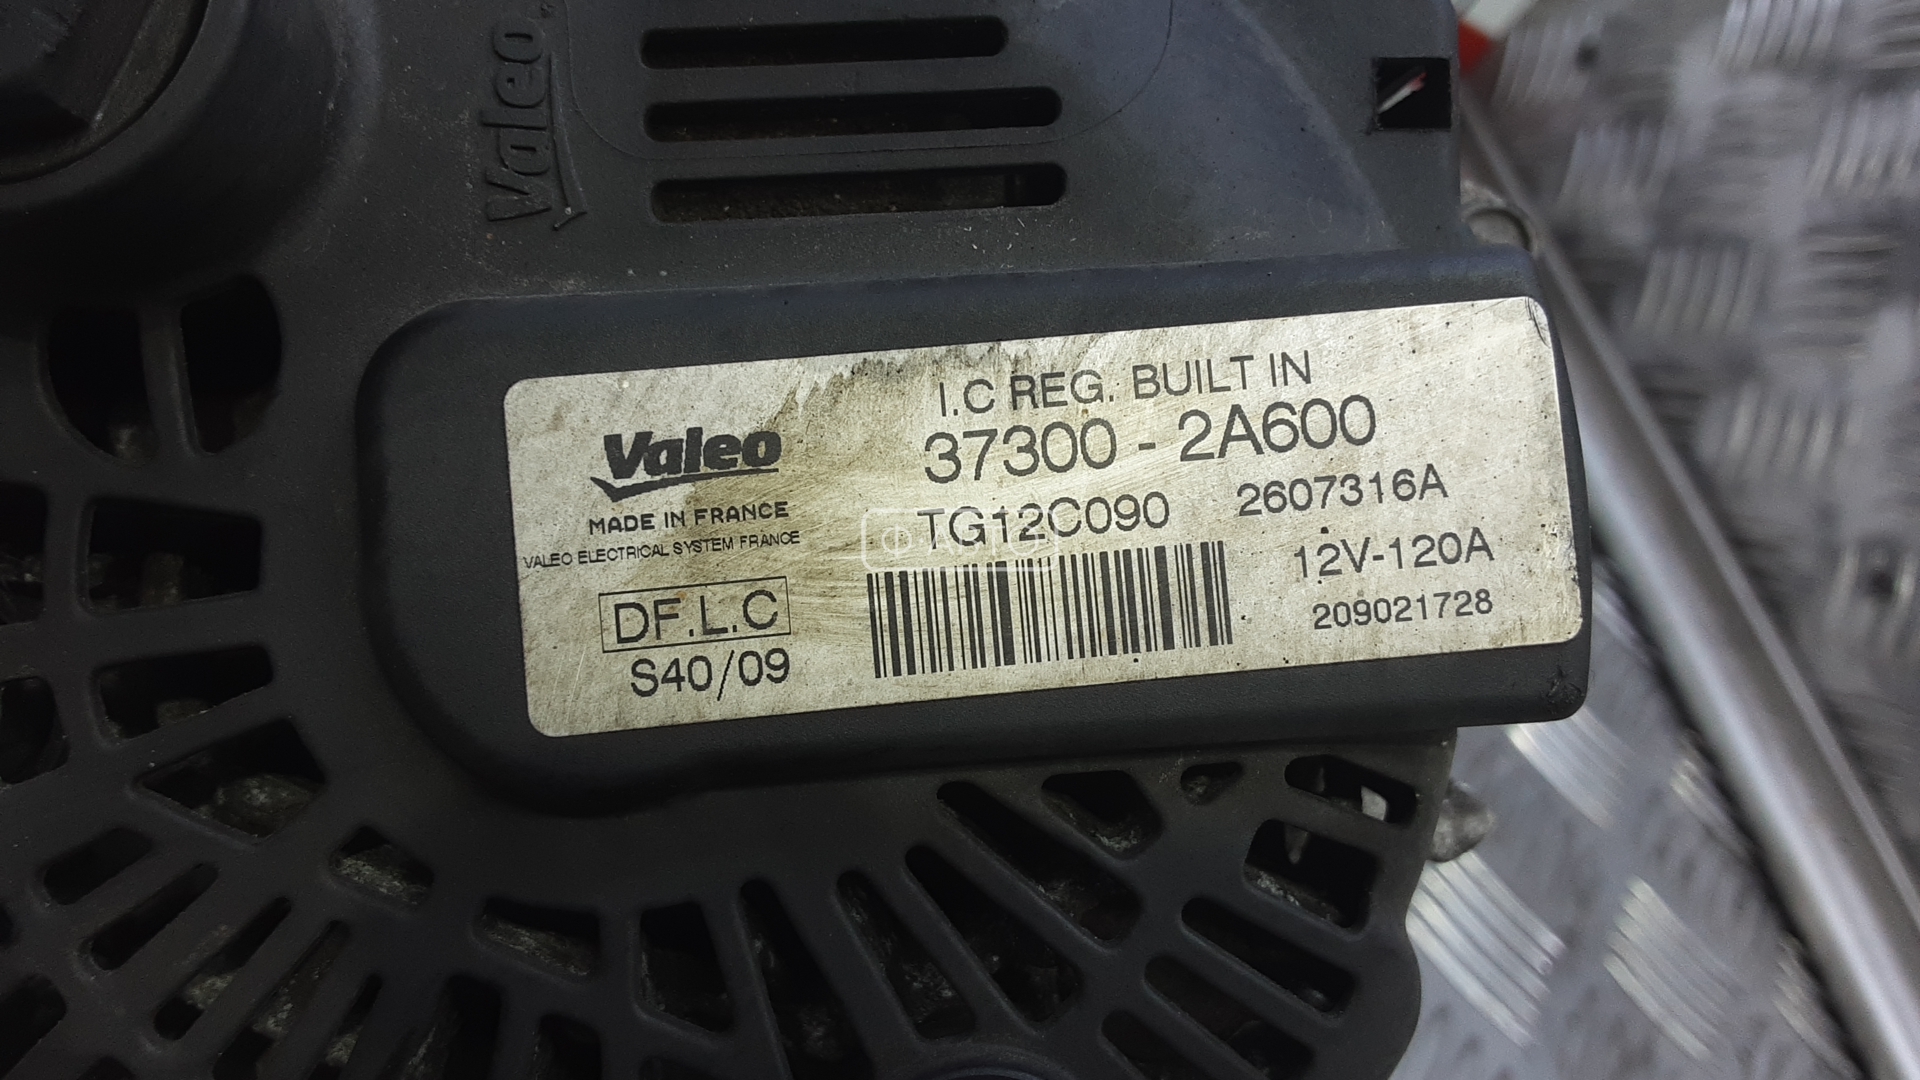 Valeo
I.C REG. BUILT IN
37300 - 2A600
Valeo
MADE IN FRANCE
VALEO ELECTRICAL SYSTEM FRANCE
TG12C090 2607316A
12V-120A
DF.L.C
209021728
S40/09